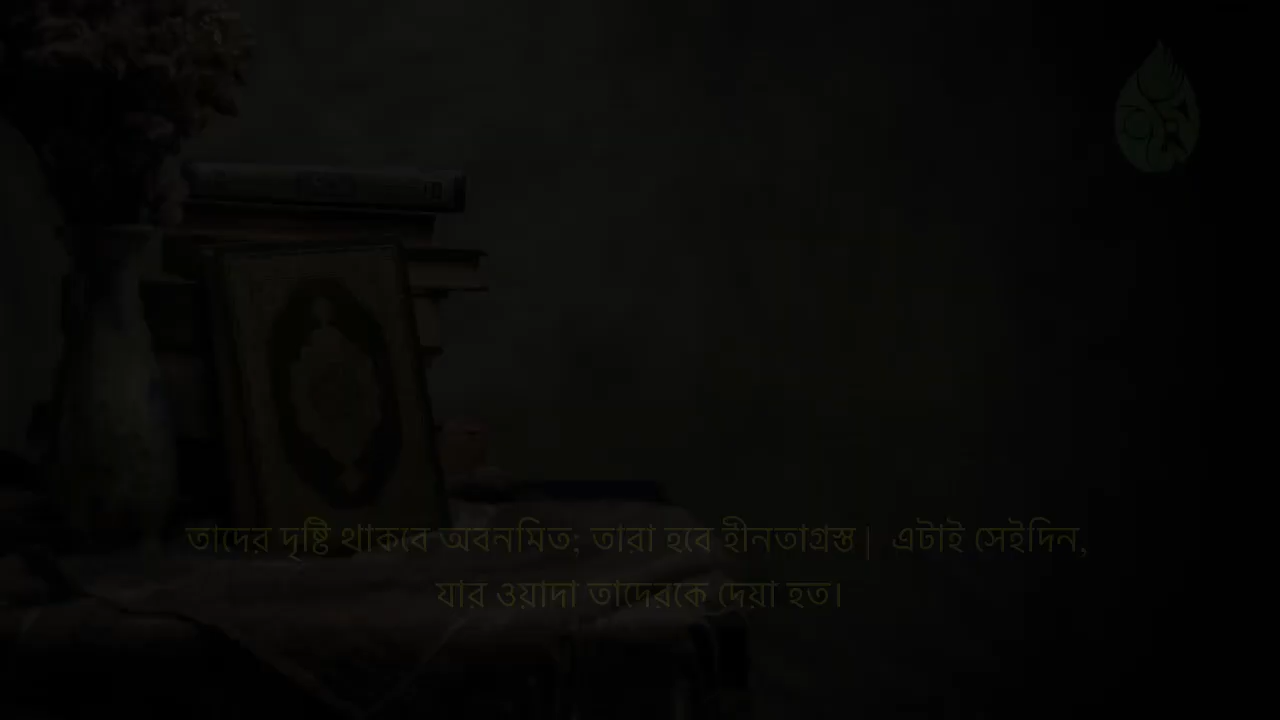 তাদের দৃষ্টি থাকবে অবনমিত; তারা হবে হীনতাগ্রস্ত | এটাই সেইদিন,
যার ওয়াদা তাদেরকে দেয়া হত।